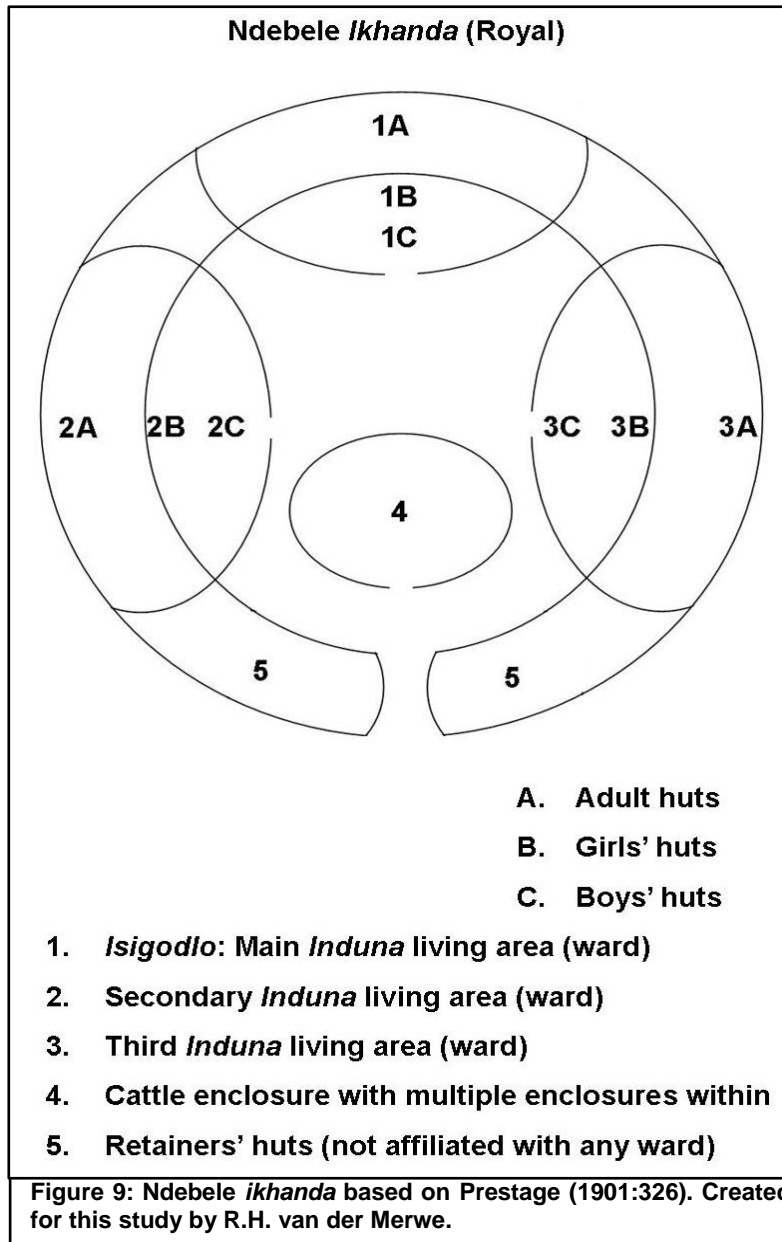 Ndebele Ikhanda (Royal)
1A
1B
1C
2A 2B 2C 3C 3B 3A
4
5 5
A. Adult huts
B. Girls' huts
C. Boys' huts
1. Isigodlo: Main Induna living area (ward)
2. Secondary Induna living area (ward)
3. Third Induna living area (ward)
4. Cattle enclosure with multiple enclosures within
5. Retainers' huts (not affiliated with any ward)
Figure 9: Ndebele ikhanda based on Prestage (1901:326). Created
for this study by R.H. van der Merwe.